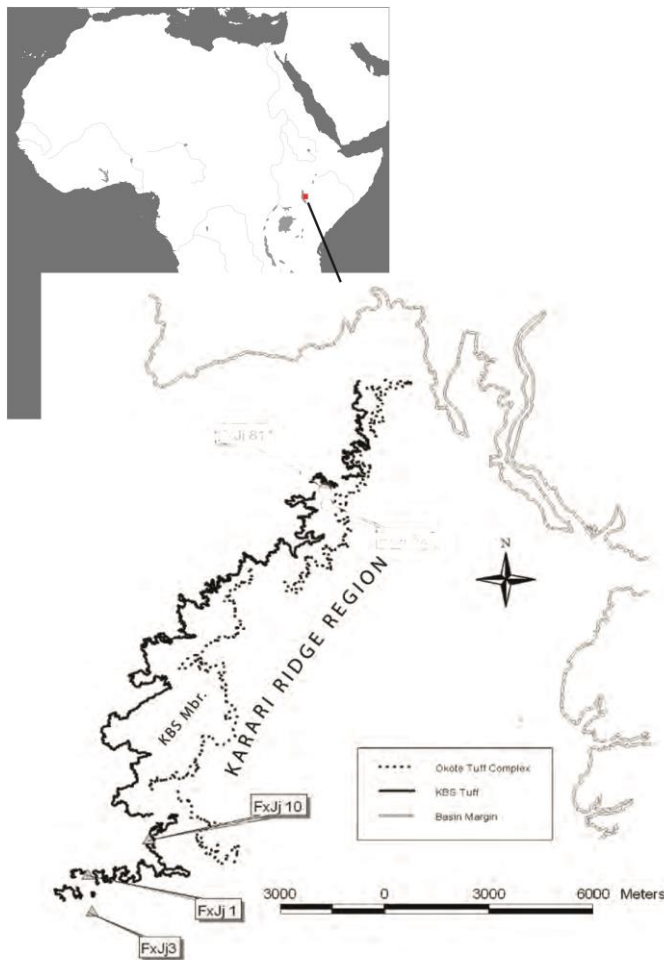 N
KARARI RIDGE REGION
KBS Mbr.
Okote Tuff Complex
KBS Tuff
Basin Margin
FxJj 10
FxJj 1
FxJj3
3000 0 3000 6000 Meters